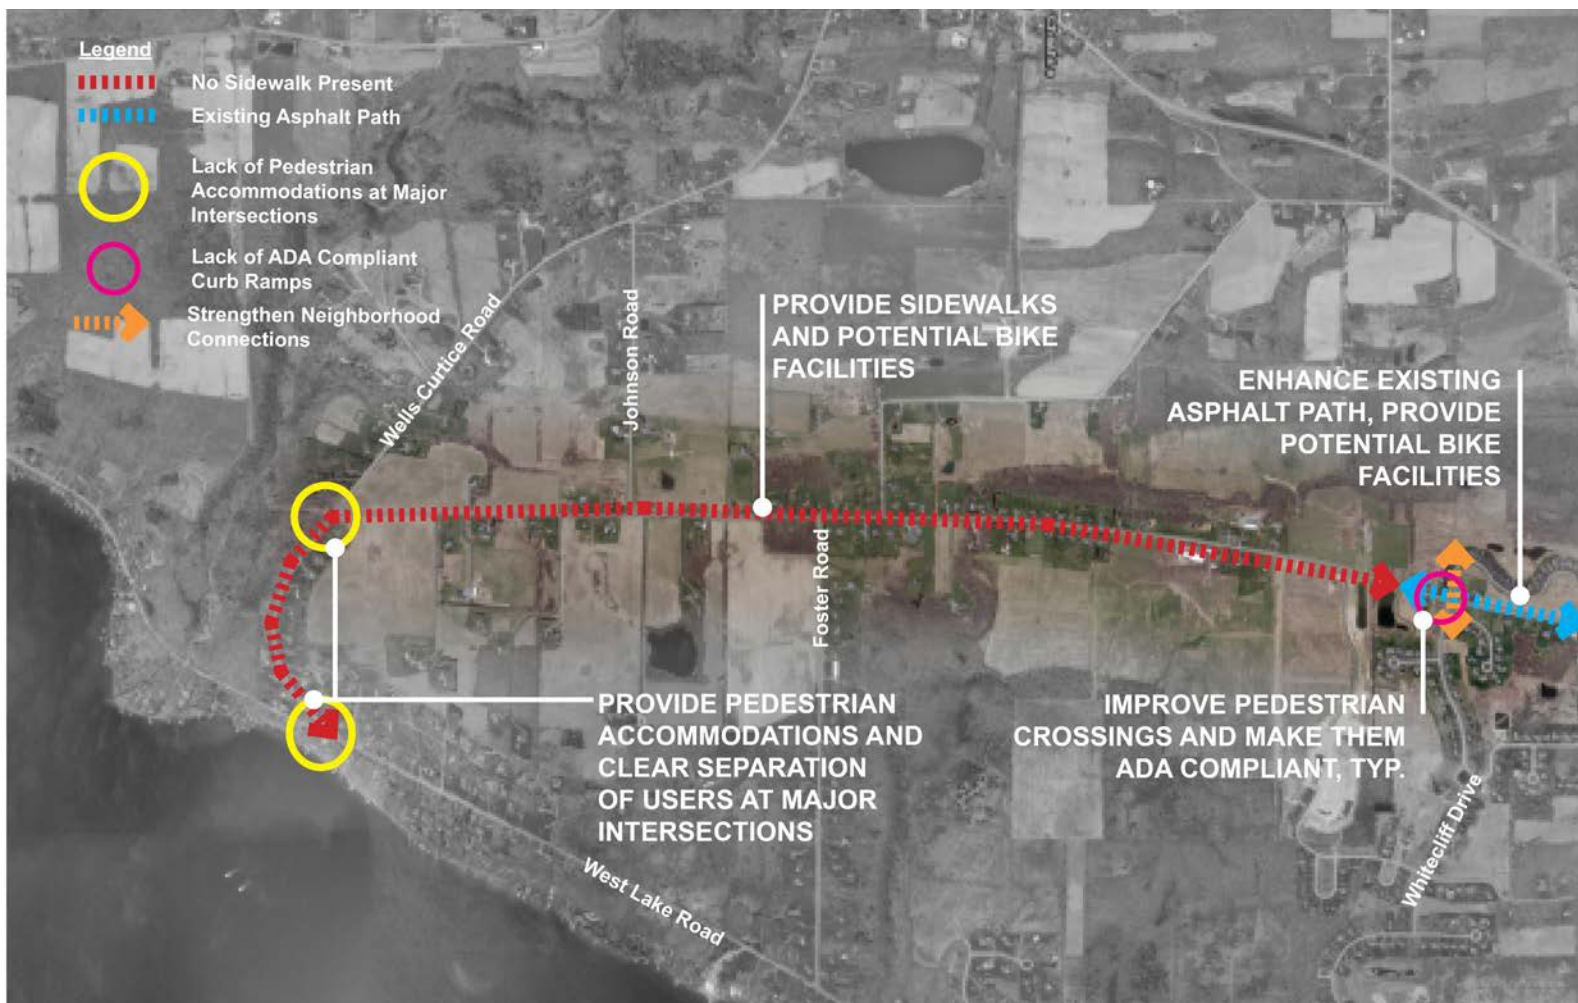 Legend
No Sidewalk Present
Existing Asphalt Path
Lack of Pedestrian
Accommodations at Major
Intersections
Lack of ADA Compliant
Curb Ramps
Strengthen Neighborhood
Connections
Wells Curtice Road
Johnson Road
PROVIDE SIDEWALKS
AND POTENTIAL BIKE
FACILITIES
ENHANCE EXISTING
ASPHALT PATH, PROVIDE
POTENTIAL BIKE
FACILITIES
Foster Road
PROVIDE PEDESTRIAN
ACCOMMODATIONS AND
CLEAR SEPARATION
OF USERS AT MAJOR
INTERSECTIONS
IMPROVE PEDESTRIAN
CROSSINGS AND MAKE THEM
ADA COMPLIANT, TYP.
Whitecliff Drive
West Lake Road